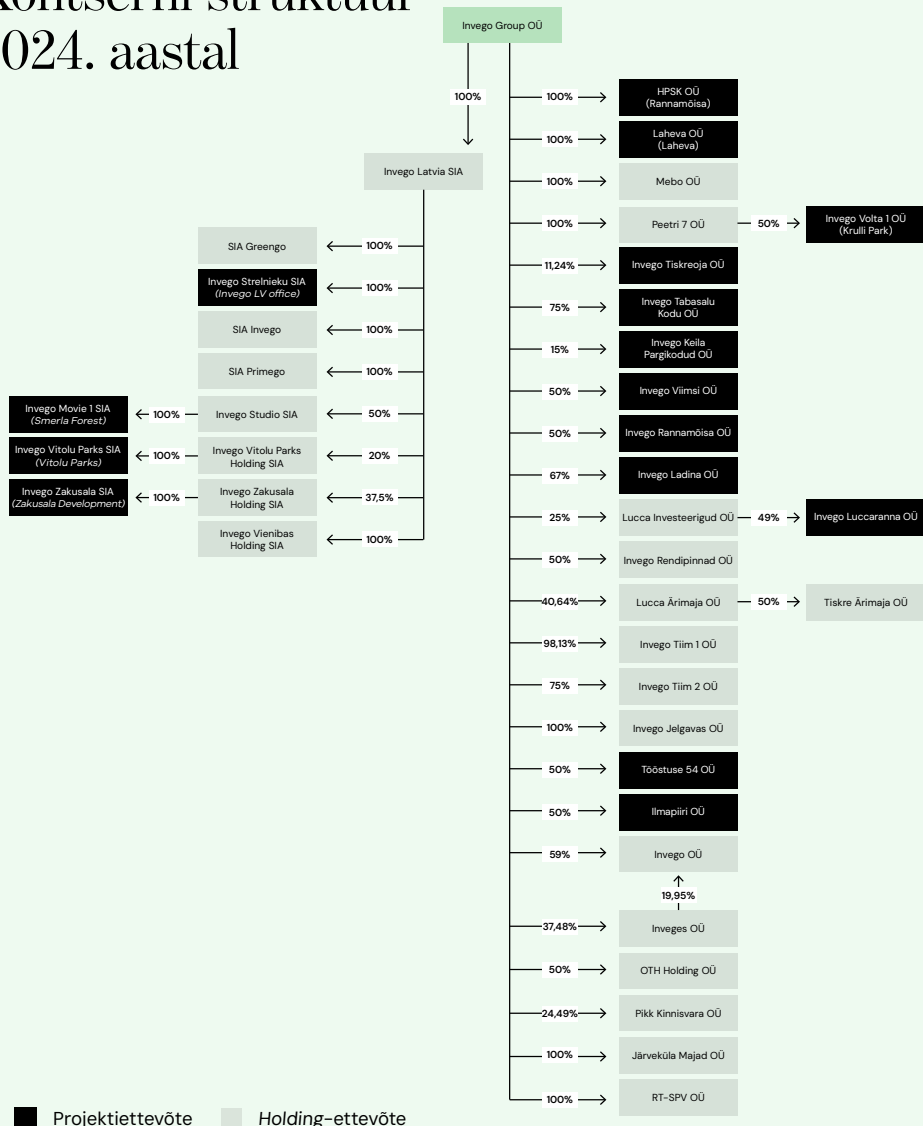 kontserni struktuur
024. aastal
Invego Group OÜ
100%
Invego Latvia SIA
100%
SIA Greengo
100%
Invego Strelnieku SIA
(Invego LV office)
100%
SIA Invego
100%
SIA Primego
50%
Invego Studio SIA
100%
Invego Movie 1 SIA
(Smerla Forest)
20%
Invego Vitolu Parks
Holding SIA
100%
Invego Vitolu Parks SIA
(Vitolu Parks)
37,5%
Invego Zakusala
Holding SIA
100%
Invego Zakusala SIA
(Zakusala Development)
100%
Invego Vienibas
Holding SIA
100%
HPSK OÜ
(Rannamõisa)
100%
Laheva OÜ
(Laheva)
100%
Mebo OÜ
100%
Peetri 7 OÜ
50%
Invego Volta 1 OÜ
(Krulli Park)
11,24%
Invego Tiskreoja OÜ
75%
Invego Tabasalu
Kodu OÜ
15%
Invego Keila
Pargikodud OÜ
50%
Invego Viimsi OÜ
50%
Invego Rannamõisa OÜ
67%
Invego Ladina OÜ
25%
Lucca Investeerigud OÜ
49%
Invego Luccaranna OÜ
50%
Invego Rendipinnad OÜ
40,64%
Lucca Ärimaja OÜ
50%
Tiskre Ärimaja OÜ
98,13%
Invego Tiim 1 OÜ
75%
Invego Tiim 2 OÜ
100%
Invego Jelgavas OÜ
50%
Tööstuse 54 OÜ
50%
Ilmapiiri OÜ
59%
Invego OÜ
19,95%
37,48%
Inveges OÜ
50%
OTH Holding OÜ
24,49%
Pikk Kinnisvara OÜ
100%
Järveküla Majad OÜ
100%
RT-SPV OÜ
Projektiettevõte
Holding-ettevõte